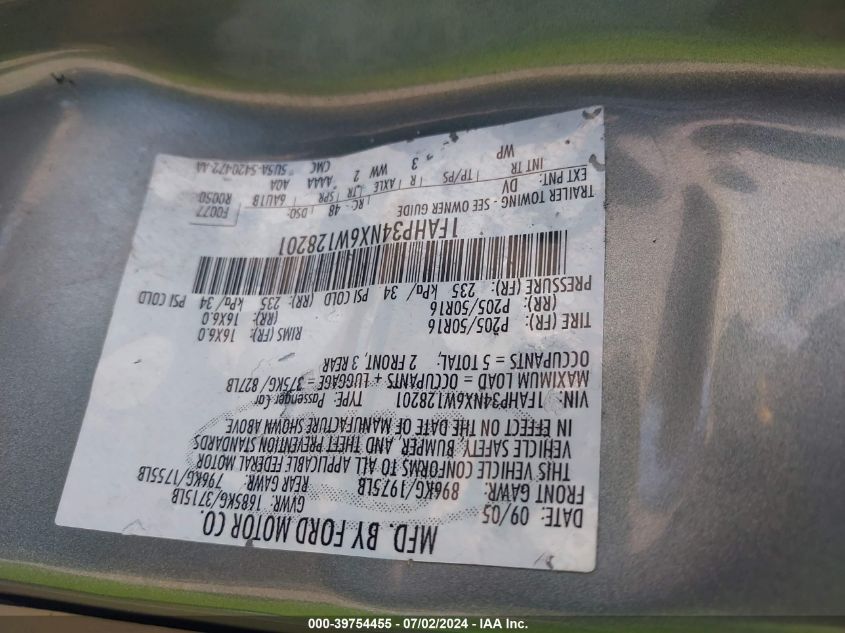 MFD. BY FORD MOTOR CO.
DATE: 09/05 GVWR: 1685KG/3715LB
FRONT GAWR: REAR GAWR:
896KG/1975LB 796KG/1755LB
THIS VEHICLE CONFORMS TO ALL APPLICABLE FEDERAL MOTOR
VEHICLE SAFETY, BUMPER, AND THEFT PREVENTION STANDARDS
IN EFFECT ON THE DATE OF MANUFACTURE SHOWN ABOVE
VIN: 1FAHP34NX6W128201 TYPE: Passenger Car
MAXIMUM LOAD = OCCUPANTS + LUGGAGE = 375KG/ 827LB
OCCUPANTS = 5 TOTAL, 2 FRONT, 3 REAR
TIRE (FR): P205/50R16 RIMS (FR): 16X6.0
(RR): P205/50R16 (RR): 16X6.0
PRESSURE (FR): 235 kPa/ 34 PSI COLD (RR): 235 kPa/ 34 PSI COLD
1FAHP34NX6W128201
TRAILER TOWING - SEE OWNER GUIDE
F0077
R0050
EXT PNT: RC: 48 DSO:
INT TR TP/PS R AXLE TR SPR 6AU1B
WP DV 3 WW 2 AAAA AOA
CMC 5U5A-5420472-AA
000-39754455 - 07/02/2024 - IAA Inc.